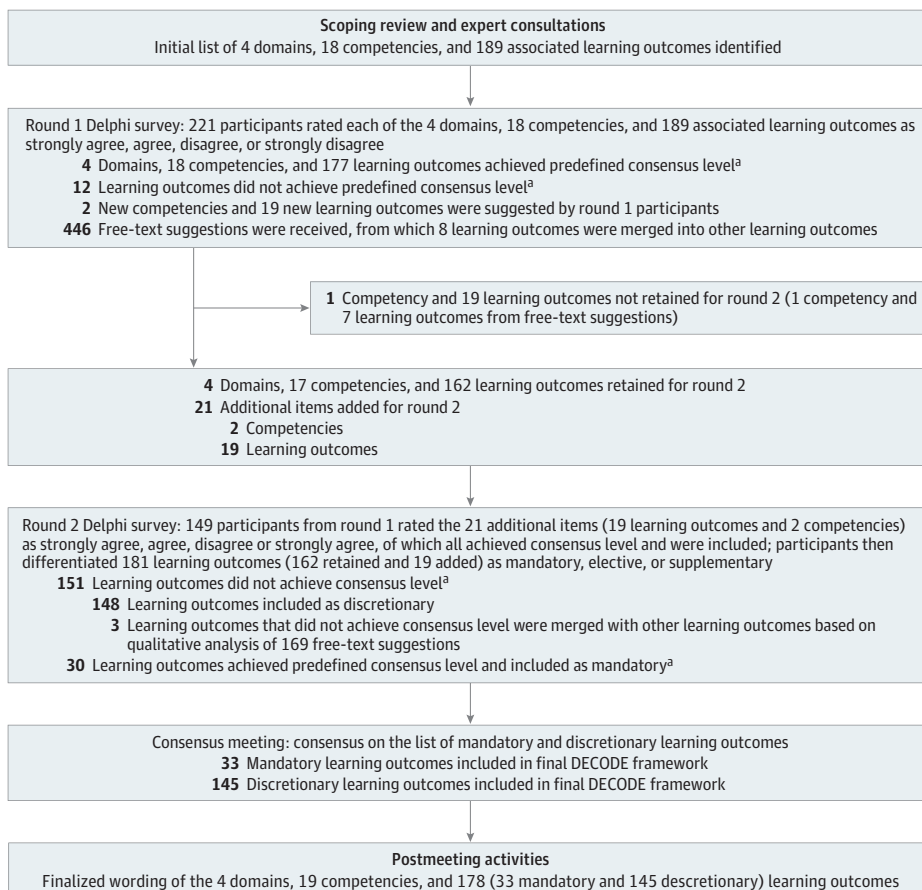 Scoping review and expert consultations
Initial list of 4 domains, 18 competencies, and 189 associated learning outcomes identified
Round 1 Delphi survey: 221 participants rated each of the 4 domains, 18 competencies, and 189 associated learning outcomes as
strongly agree, agree, disagree, or strongly disagree
4 Domains, 18 competencies, and 177 learning outcomes achieved predefined consensus levelᵃ
12 Learning outcomes did not achieve predefined consensus levelᵃ
2 New competencies and 19 new learning outcomes were suggested by round 1 participants
446 Free-text suggestions were received, from which 8 learning outcomes were merged into other learning outcomes
1 Competency and 19 learning outcomes not retained for round 2 (1 competency and
7 learning outcomes from free-text suggestions)
4 Domains, 17 competencies, and 162 learning outcomes retained for round 2
21 Additional items added for round 2
2 Competencies
19 Learning outcomes
Round 2 Delphi survey: 149 participants from round 1 rated the 21 additional items (19 learning outcomes and 2 competencies)
as strongly agree, agree, disagree or strongly agree, of which all achieved consensus level and were included; participants then
differentiated 181 learning outcomes (162 retained and 19 added) as mandatory, elective, or supplementary
151 Learning outcomes did not achieve consensus levelᵃ
148 Learning outcomes included as discretionary
3 Learning outcomes that did not achieve consensus level were merged with other learning outcomes based on
qualitative analysis of 169 free-text suggestions
30 Learning outcomes achieved predefined consensus level and included as mandatoryᵃ
Consensus meeting: consensus on the list of mandatory and discretionary learning outcomes
33 Mandatory learning outcomes included in final DECODE framework
145 Discretionary learning outcomes included in final DECODE framework
Postmeeting activities
Finalized wording of the 4 domains, 19 competencies, and 178 (33 mandatory and 145 descretionary) learning outcomes